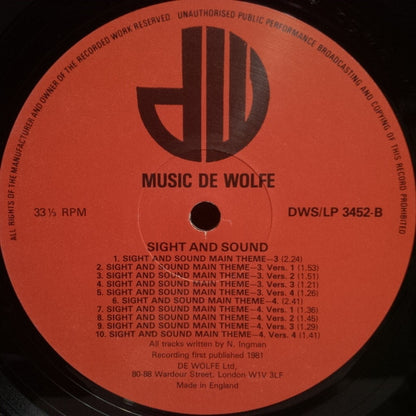 ALL RIGHTS OF THE MANUFACTURER AND OWNER OF THE RECORDED WORK RESERVED. UNAUTHORISED PUBLIC PERFORMANCE BROADCASTING AND COPYING OF THIS RECORD PROHIBITED
dW
MUSIC DE WOLFE
33⅓ RPM
DWS/LP 3452-B
SIGHT AND SOUND
1. SIGHT AND SOUND MAIN THEME—3 (2.24)
2. SIGHT AND SOUND MAIN THEME—3. Vers. 1 (1.53)
3. SIGHT AND SOUND MAIN THEME—3. Vers. 2 (1.51)
4. SIGHT AND SOUND MAIN THEME—3. Vers. 3 (1.21)
5. SIGHT AND SOUND MAIN THEME—3. Vers. 4 (1.26)
6. SIGHT AND SOUND MAIN THEME—4. (2.41)
7. SIGHT AND SOUND MAIN THEME—4. Vers. 1 (1.36)
8. SIGHT AND SOUND MAIN THEME—4. Vers. 2 (1.45)
9. SIGHT AND SOUND MAIN THEME—4. Vers. 3 (1.29)
10. SIGHT AND SOUND MAIN THEME—4. Vers. 4 (1.41)
All tracks written by N. Ingman
Recording first published 1981
DE WOLFE Ltd,
80-88 Wardour Street, London W1V 3LF
Made in England